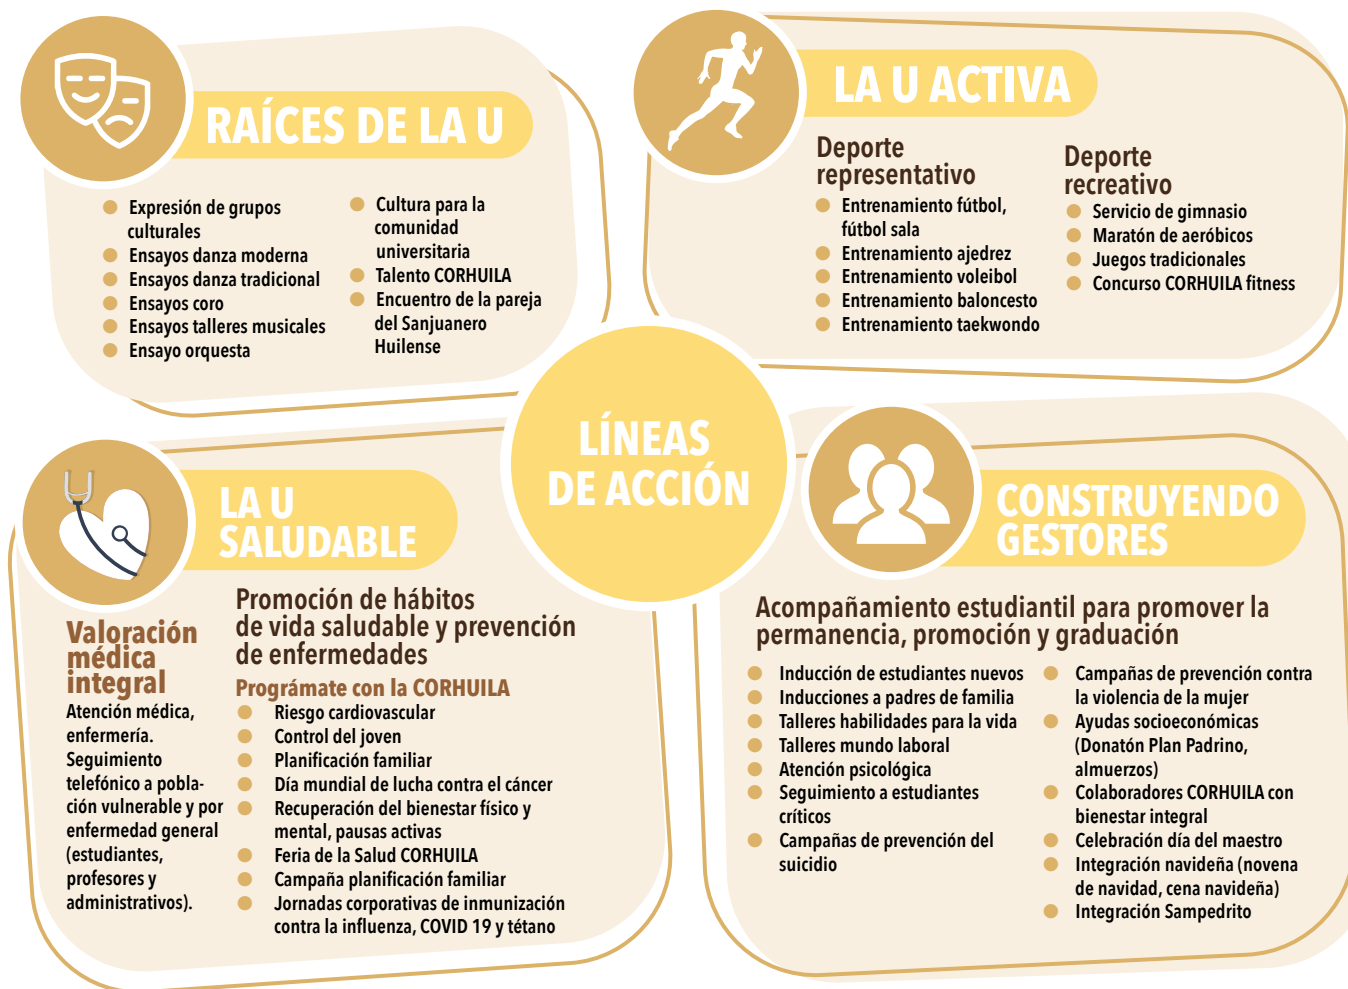 RAÍCES DE LA U
Expresión de grupos
culturales
Ensayos danza moderna
Ensayos danza tradicional
Ensayos coro
Ensayos talleres musicales
Ensayo orquesta
Cultura para la
comunidad
universitaria
Talento CORHUILA
Encuentro de la pareja
del Sanjuanero
Huilense
LA U ACTIVA
Deporte
representativo
Entrenamiento fútbol,
fútbol sala
Entrenamiento ajedrez
Entrenamiento voleibol
Entrenamiento baloncesto
Entrenamiento taekwondo
Deporte
recreativo
Servicio de gimnasio
Maratón de aeróbicos
Juegos tradicionales
Concurso CORHUILA fitness
LÍNEAS
DE ACCIÓN
LA U
SALUDABLE
Valoración
médica
integral
Atención médica,
enfermería.
Seguimiento
telefónico a pobla-
ción vulnerable y por
enfermedad general
(estudiantes,
profesores y
administrativos).
Promoción de hábitos
de vida saludable y prevención
de enfermedades
Prográmate con la CORHUILA
Riesgo cardiovascular
Control del joven
Planificación familiar
Día mundial de lucha contra el cáncer
Recuperación del bienestar físico y
mental, pausas activas
Feria de la Salud CORHUILA
Campaña planificación familiar
Jornadas corporativas de inmunización
contra la influenza, COVID 19 y tétano
CONSTRUYENDO
GESTORES
Acompañamiento estudiantil para promover la
permanencia, promoción y graduación
Inducción de estudiantes nuevos
Inducciones a padres de familia
Talleres habilidades para la vida
Talleres mundo laboral
Atención psicológica
Seguimiento a estudiantes
críticos
Campañas de prevención del
suicidio
Campañas de prevención contra
la violencia de la mujer
Ayudas socioeconómicas
(Donatón Plan Padrino,
almuerzos)
Colaboradores CORHUILA con
bienestar integral
Celebración día del maestro
Integración navideña (novena
de navidad, cena navideña)
Integración Sampedrito